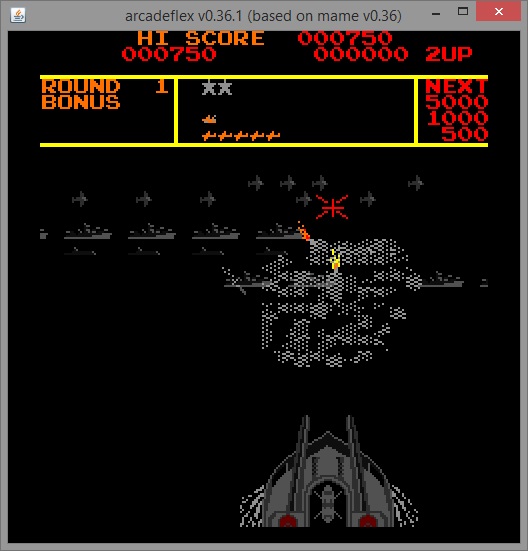 arcadeflex v0.36.1 (based on mame v0.36)
HI SCORE 000750
000750 000000 2UP
ROUND 1 NEXT
BONUS 5000
1000
500